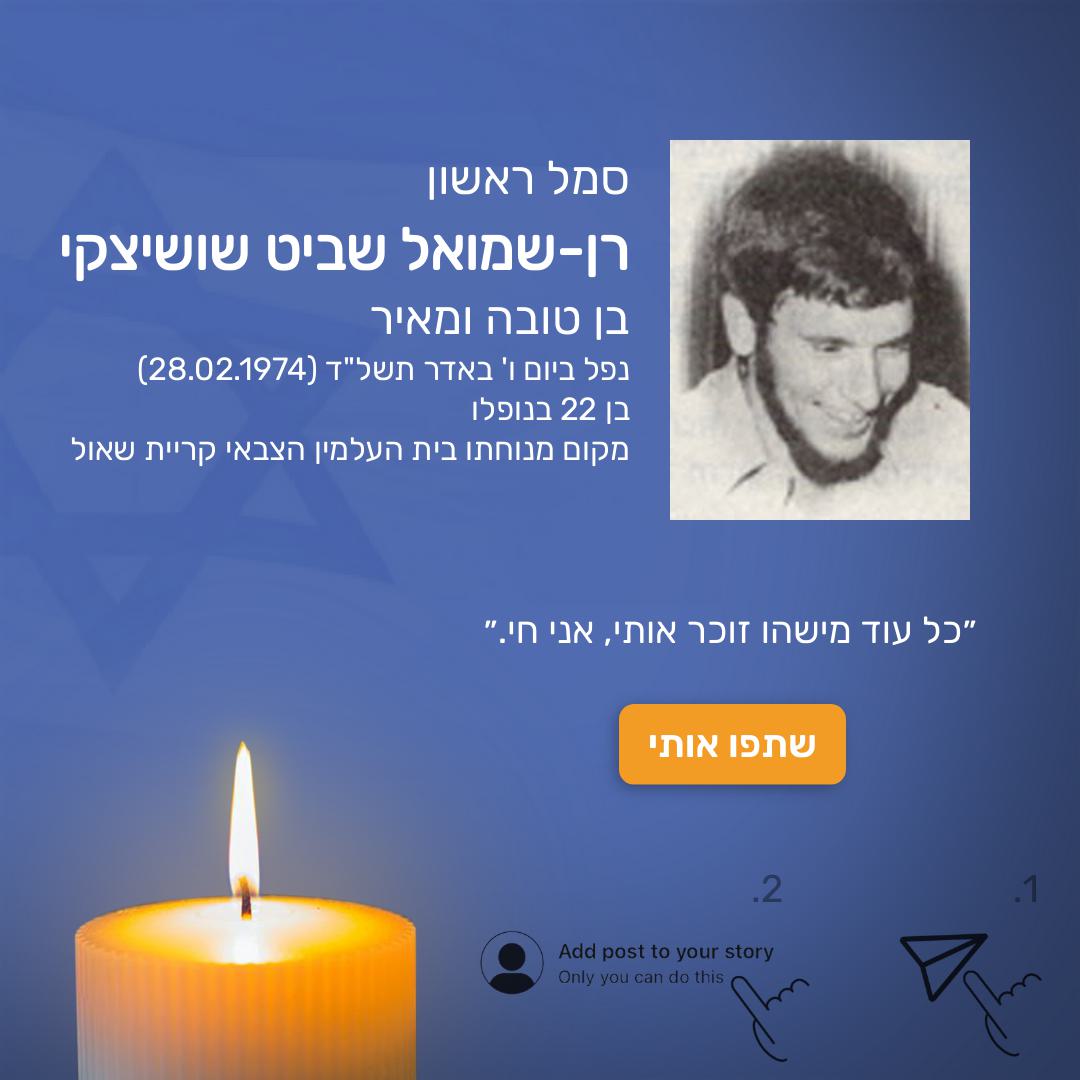 סמל ראשון
רן-שמואל שביט שושיצקי
בן טובה ומאיר
נפל ביום ו' באדר תשל"ד (28.02.1974)
בן 22 בנופלו
מקום מנוחתו בית העלמין הצבאי קריית שאול
״כל עוד מישהו זוכר אותי, אני חי.״
שתפו אותי
.1
.2
Add post to your story
Only you can do this